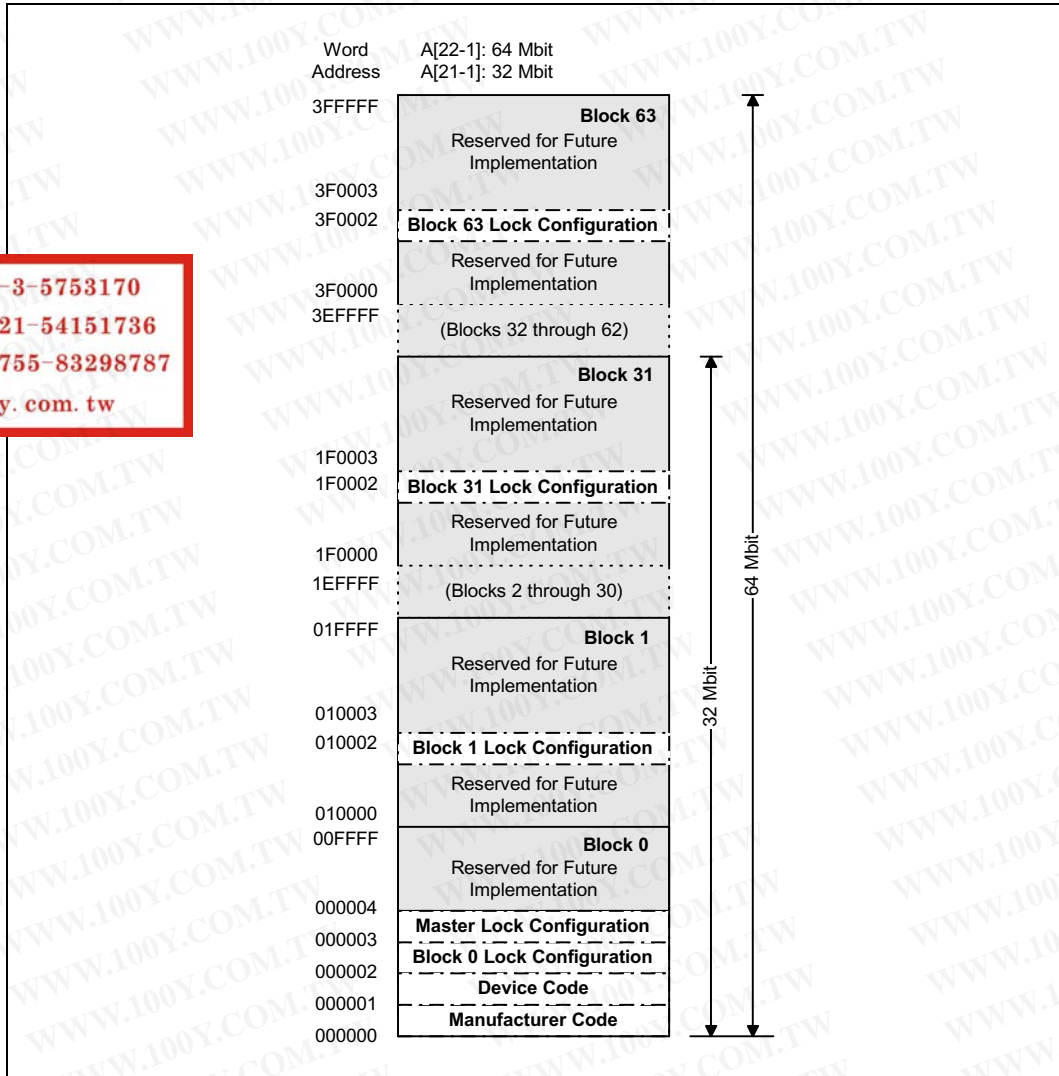 Word A[22-1]: 64 Mbit
Address A[21-1]: 32 Mbit
3FFFFF
Block 63
Reserved for Future
Implementation
3F0003
3F0002 Block 63 Lock Configuration
Reserved for Future
Implementation
3F0000
3EFFFF
(Blocks 32 through 62)
Block 31
Reserved for Future
Implementation
1F0003
1F0002 Block 31 Lock Configuration
Reserved for Future
Implementation
1F0000
1EFFFF
(Blocks 2 through 30)
01FFFF
Block 1
Reserved for Future
Implementation
010003
010002 Block 1 Lock Configuration
Reserved for Future
Implementation
010000
00FFFF
Block 0
Reserved for Future
Implementation
000004
Master Lock Configuration
000003
Block 0 Lock Configuration
000002
Device Code
000001
Manufacturer Code
000000
32 Mbit
64 Mbit
-3-5753170
21-54151736
755-83298787
y. com. tw
WWW.100Y.COM.TW